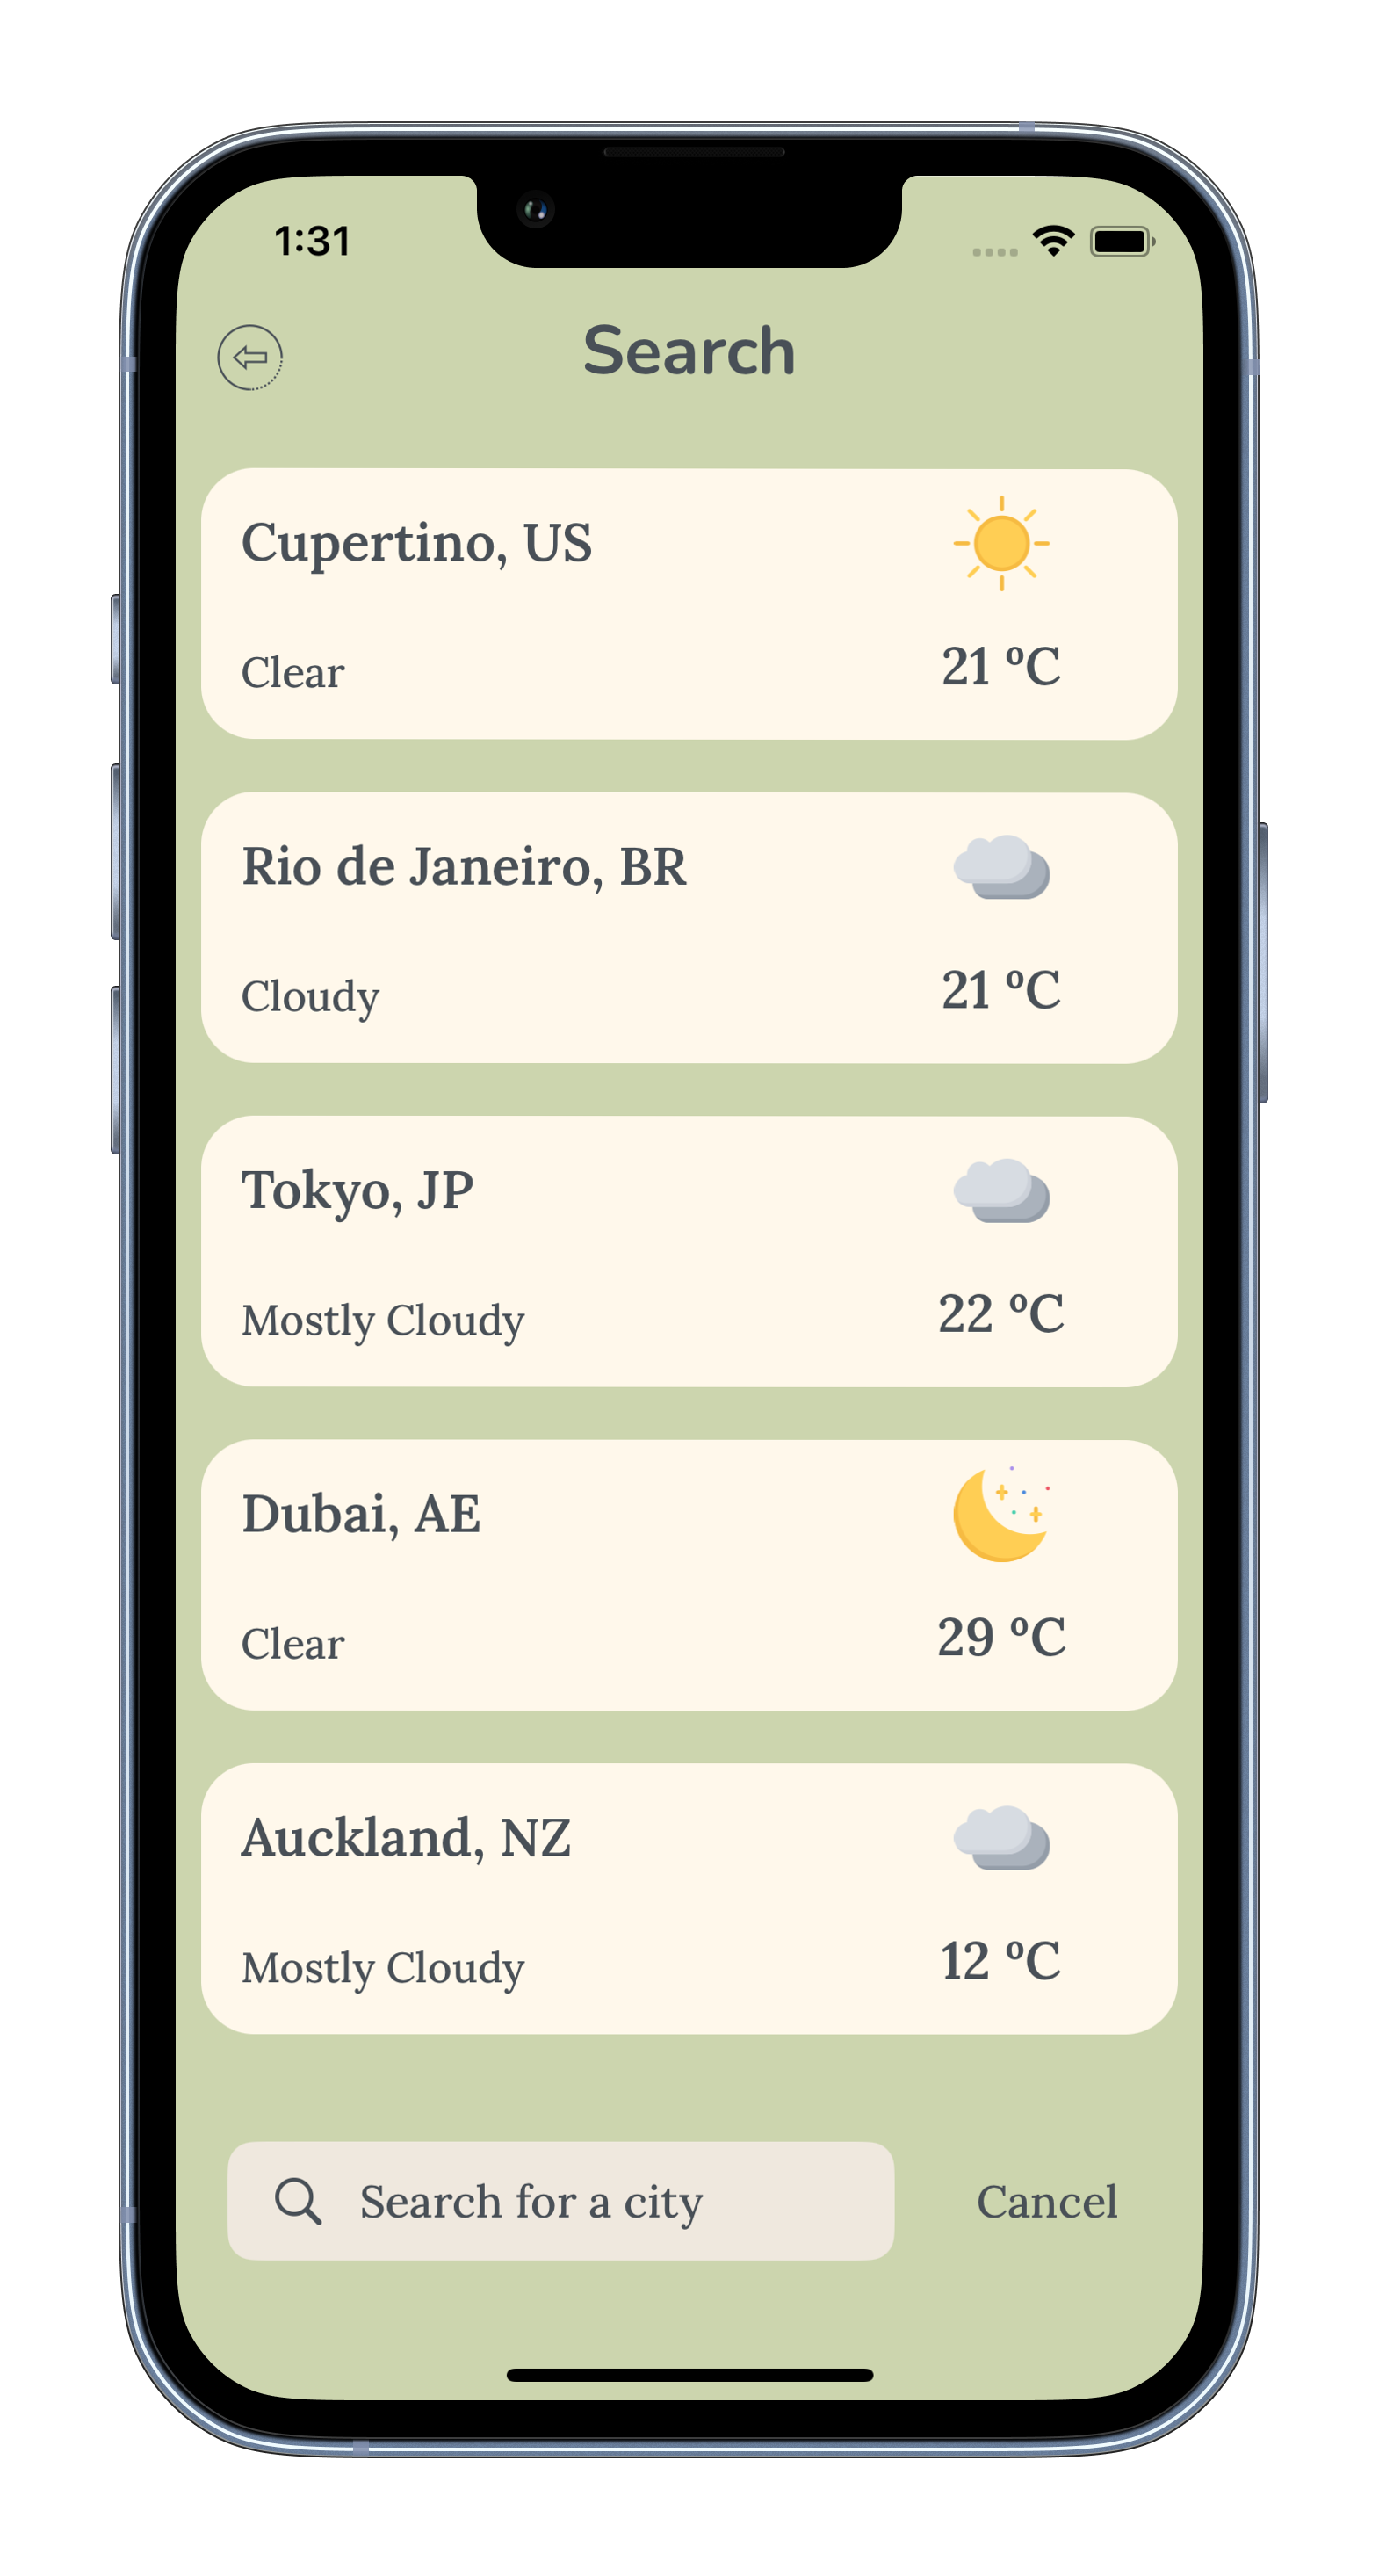 1:31
Search
Cupertino, US
Clear
21 ºC
Rio de Janeiro, BR
Cloudy
21 ºC
Tokyo, JP
Mostly Cloudy
22 ºC
Dubai, AE
Clear
29 ºC
Auckland, NZ
Mostly Cloudy
12 ºC
Search for a city
Cancel